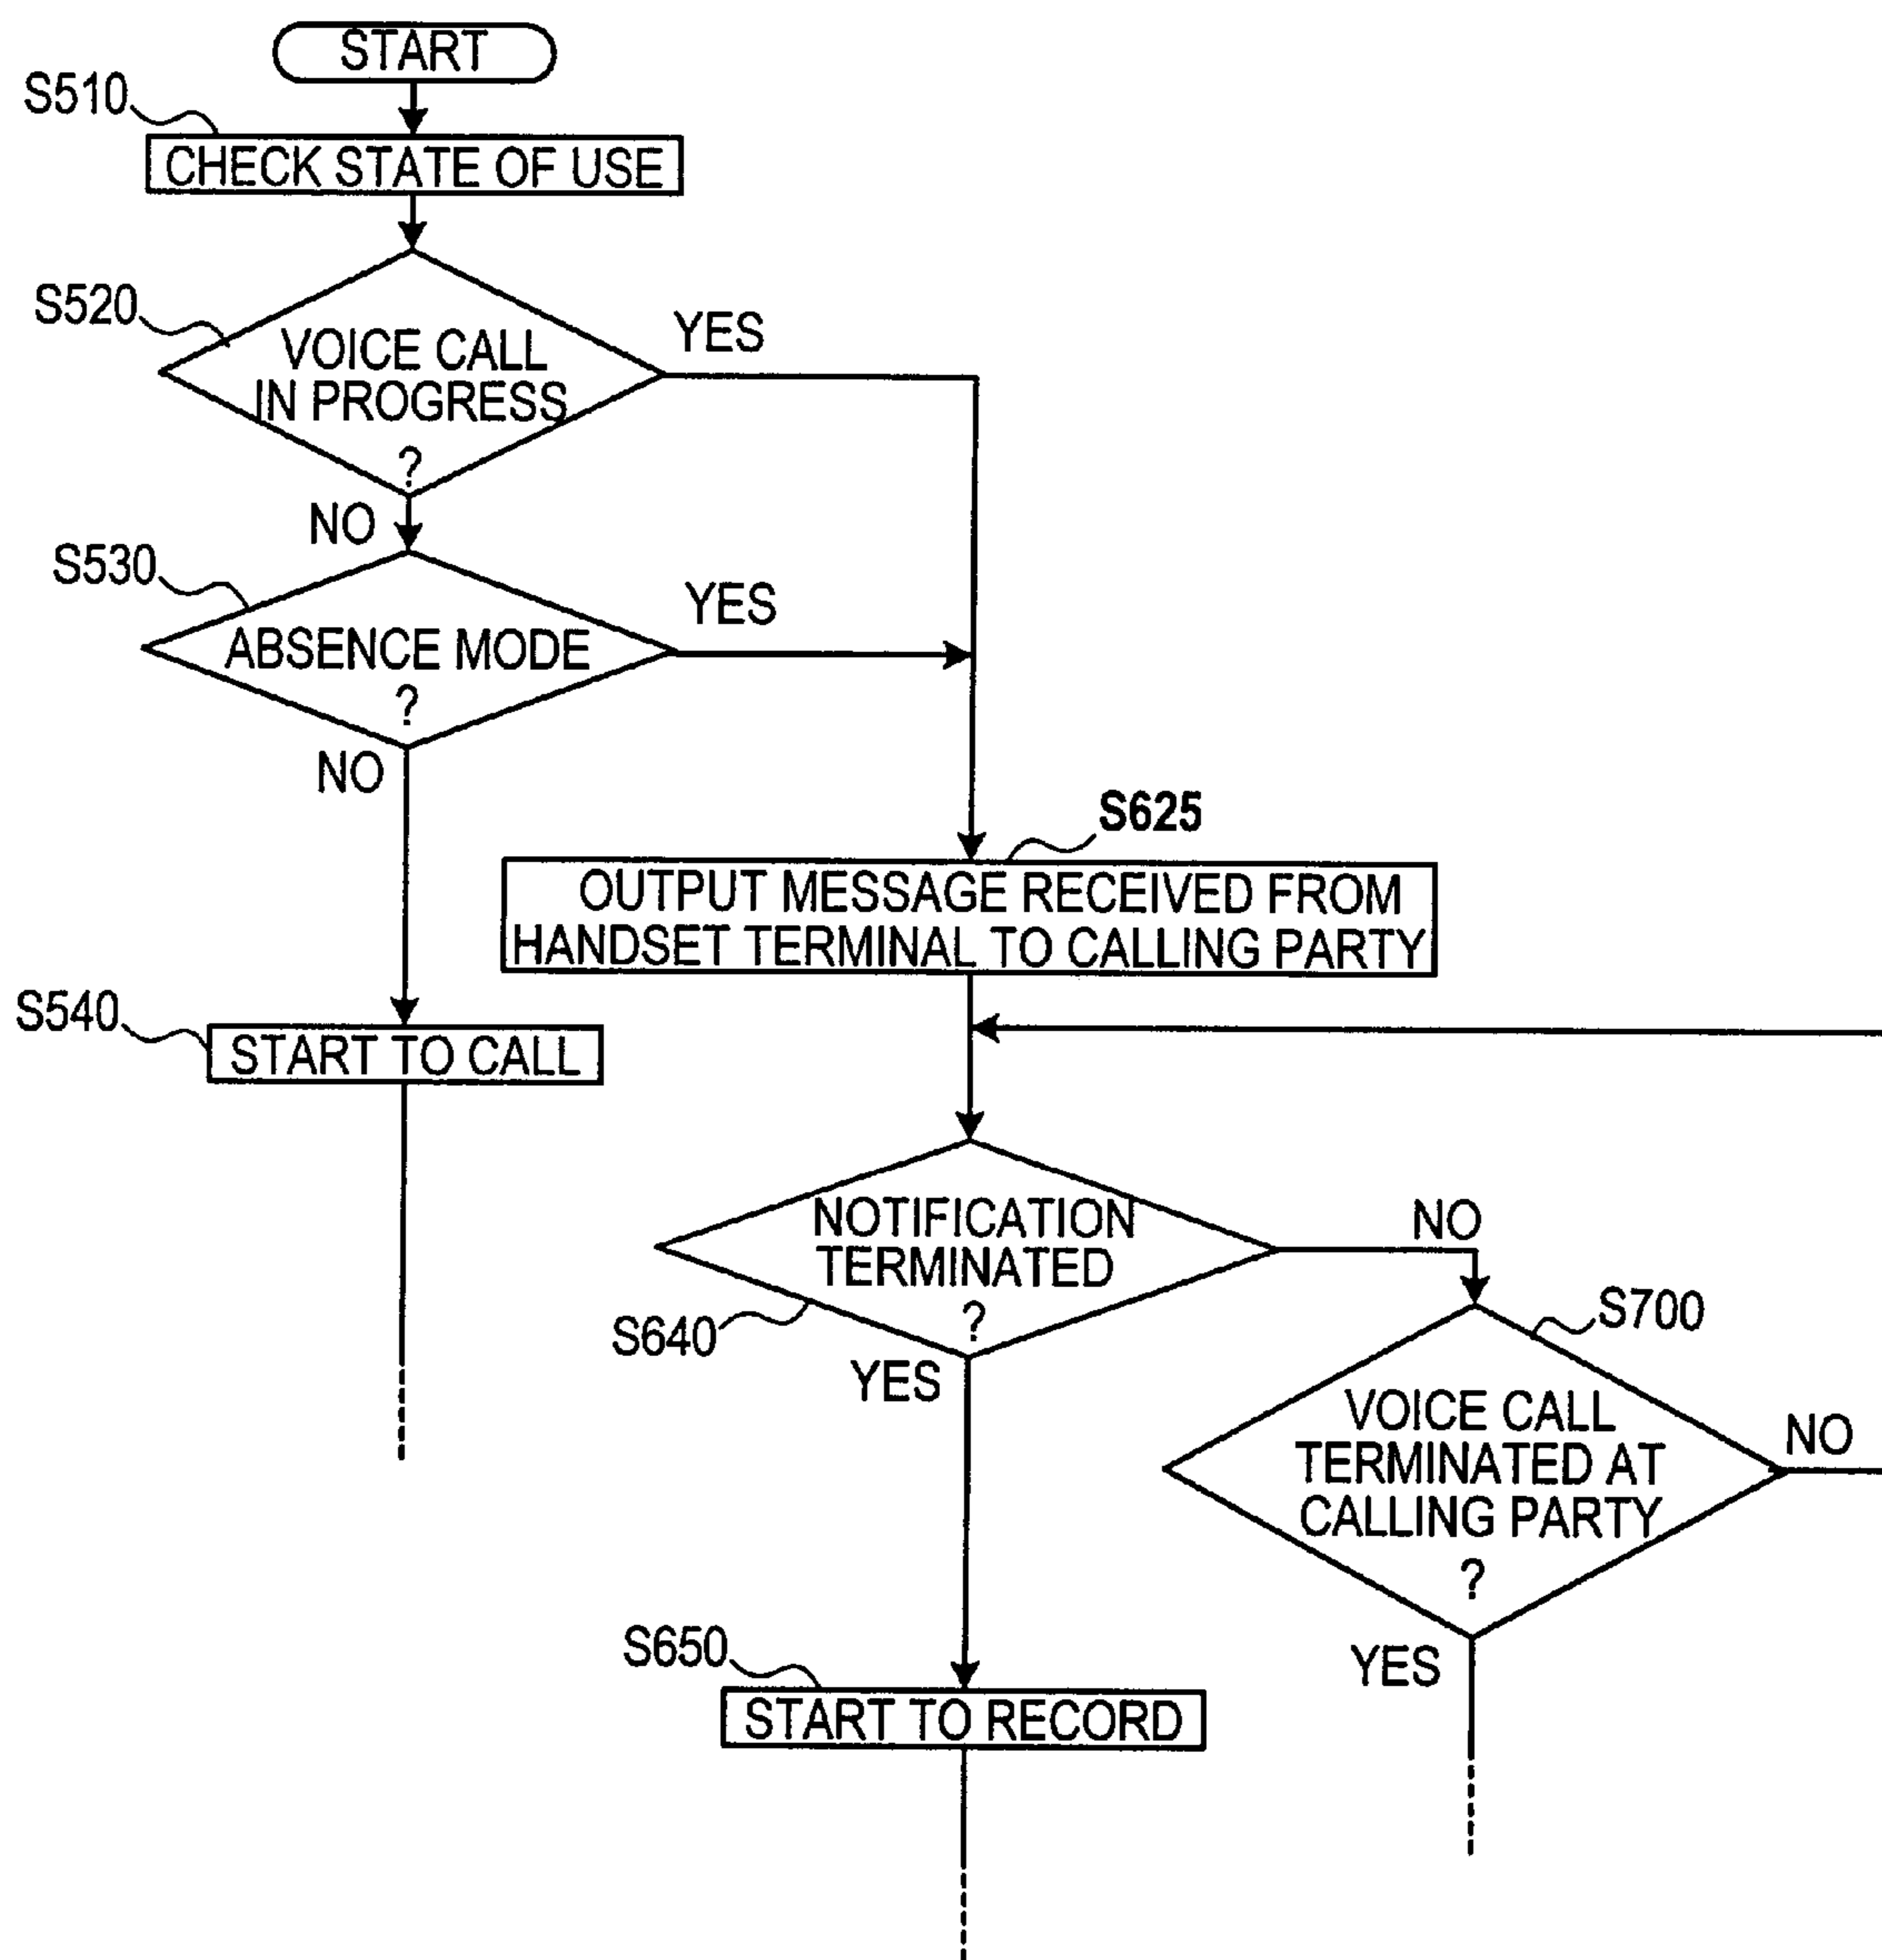 START
S510
CHECK STATE OF USE
S520
VOICE CALL
IN PROGRESS
?
YES
NO
S530
ABSENCE MODE
?
YES
NO
S625
OUTPUT MESSAGE RECEIVED FROM
HANDSET TERMINAL TO CALLING PARTY
S540
START TO CALL
NOTIFICATION
TERMINATED
?
NO
S640
YES
S700
VOICE CALL
TERMINATED AT
CALLING PARTY
?
NO
YES
S650
START TO RECORD